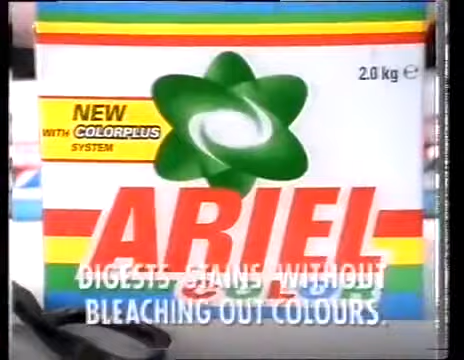 2.0 kg ℮
NEW
WITH COLORPLUS
SYSTEM
ARIEL
DIGESTS STAINS WITHOUT
BLEACHING OUT COLOURS.